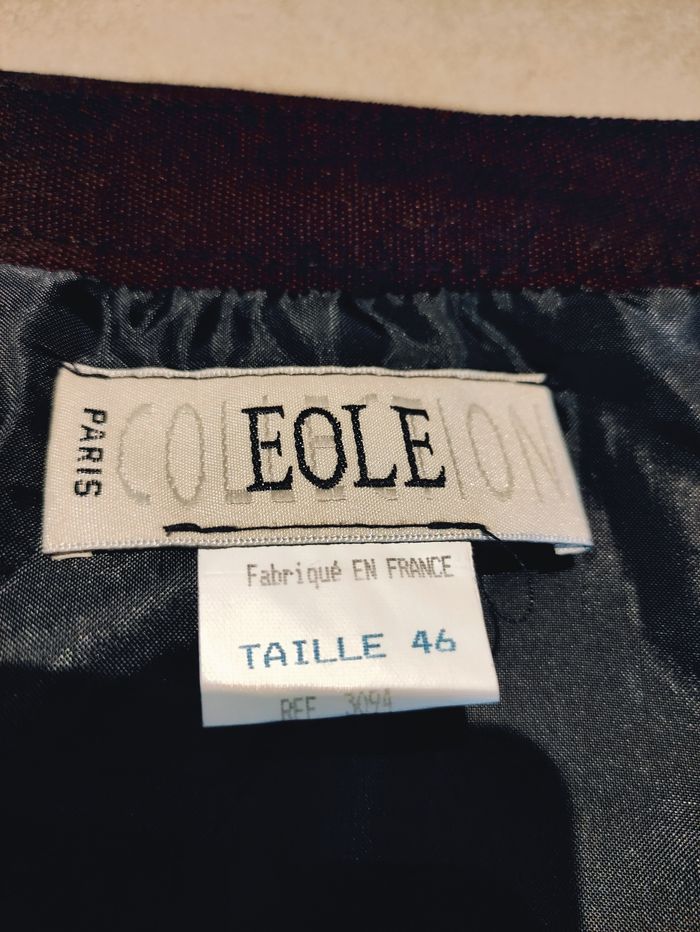 PARIS
COLLECTION
EOLE
Fabriqué EN FRANCE
TAILLE 46
REF 3094